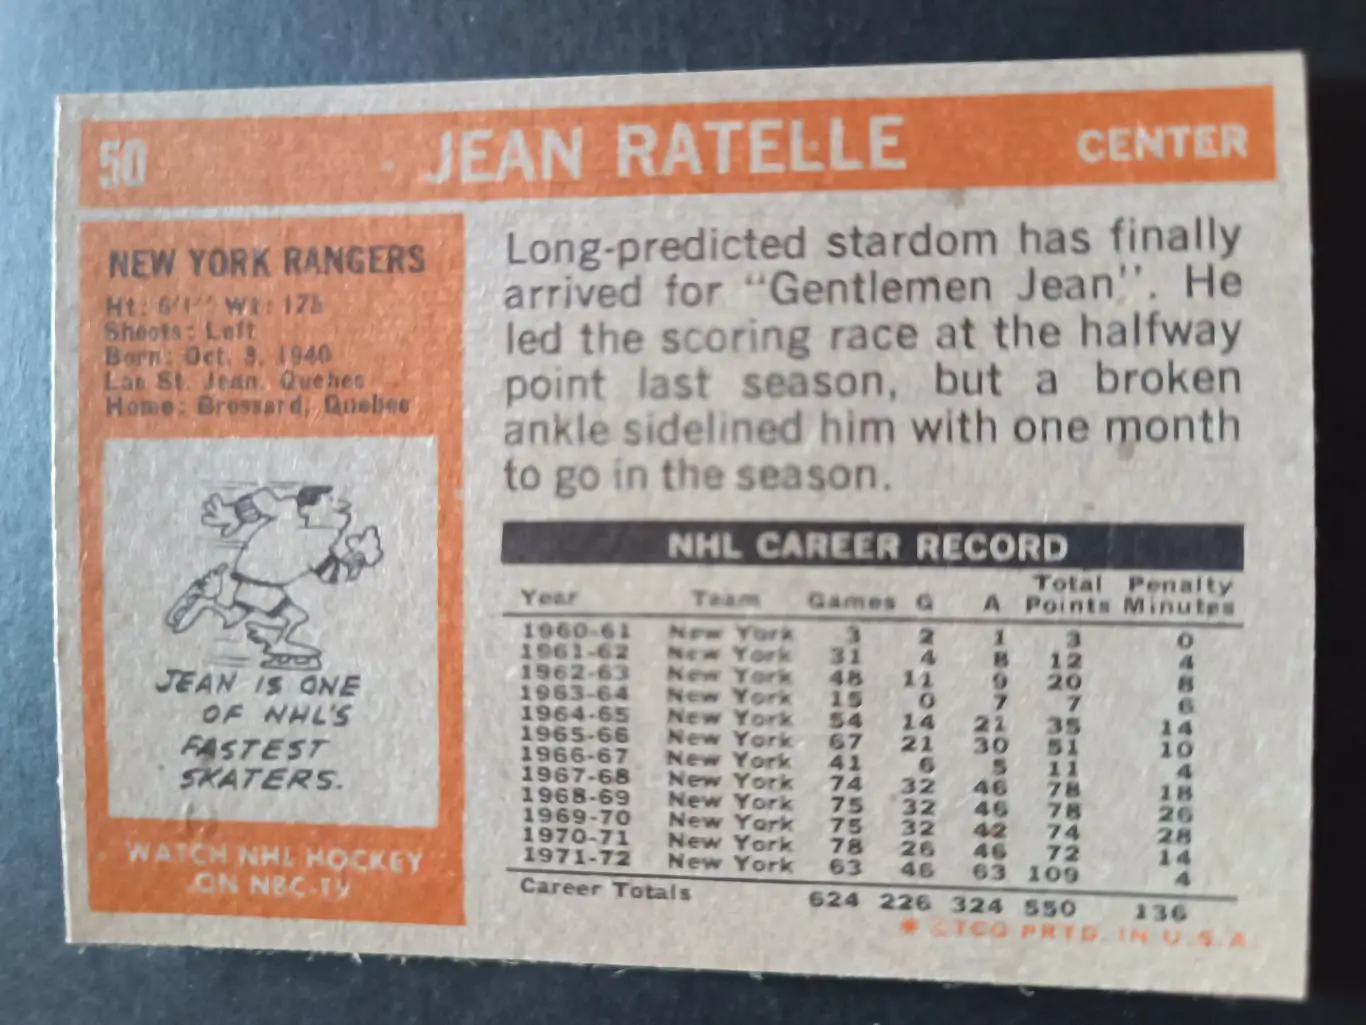 50 JEAN RATELLE CENTER
NEW YORK RANGERS
Ht: 6'1" Wt: 175
Shoots: Left
Born: Oct. 3, 1940
Lac St. Jean, Quebec
Home: Brossard, Quebec
JEAN IS ONE
OF NHL'S
FASTEST
SKATERS.
WATCH NHL HOCKEY
ON NBC-TV
Long-predicted stardom has finally
arrived for "Gentlemen Jean". He
led the scoring race at the halfway
point last season, but a broken
ankle sidelined him with one month
to go in the season.
NHL CAREER RECORD
Year Team Games G A Total Points Penalty Minutes
1960-61 New York 3 2 1 3 0
1961-62 New York 31 4 8 12 4
1962-63 New York 48 11 9 20 8
1963-64 New York 15 0 7 7 6
1964-65 New York 54 14 21 35 14
1965-66 New York 67 21 30 51 10
1966-67 New York 41 6 5 11 4
1967-68 New York 74 32 46 78 18
1968-69 New York 75 32 46 78 26
1969-70 New York 75 32 42 74 28
1970-71 New York 78 26 46 72 14
1971-72 New York 63 46 63 109 4
Career Totals 624 226 324 550 136
* ©TCG PRTD. IN U.S.A.